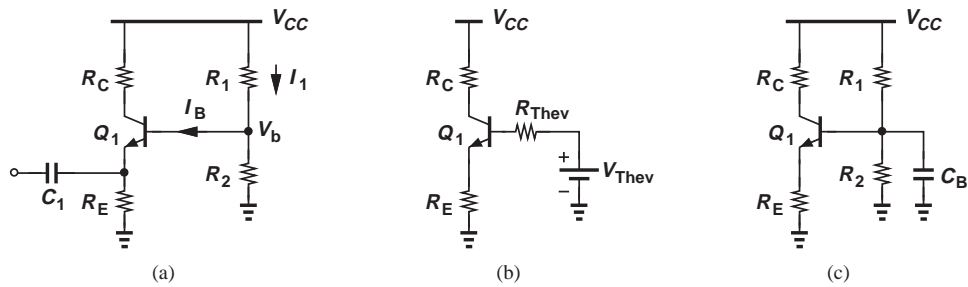 V_CC
R_C
R_1
I_1
I_B
Q_1
V_b
C_1
R_E
R_2
(a)
V_CC
R_C
R_Thev
Q_1
+
−
V_Thev
R_E
(b)
V_CC
R_C
R_1
Q_1
R_2
C_B
R_E
(c)